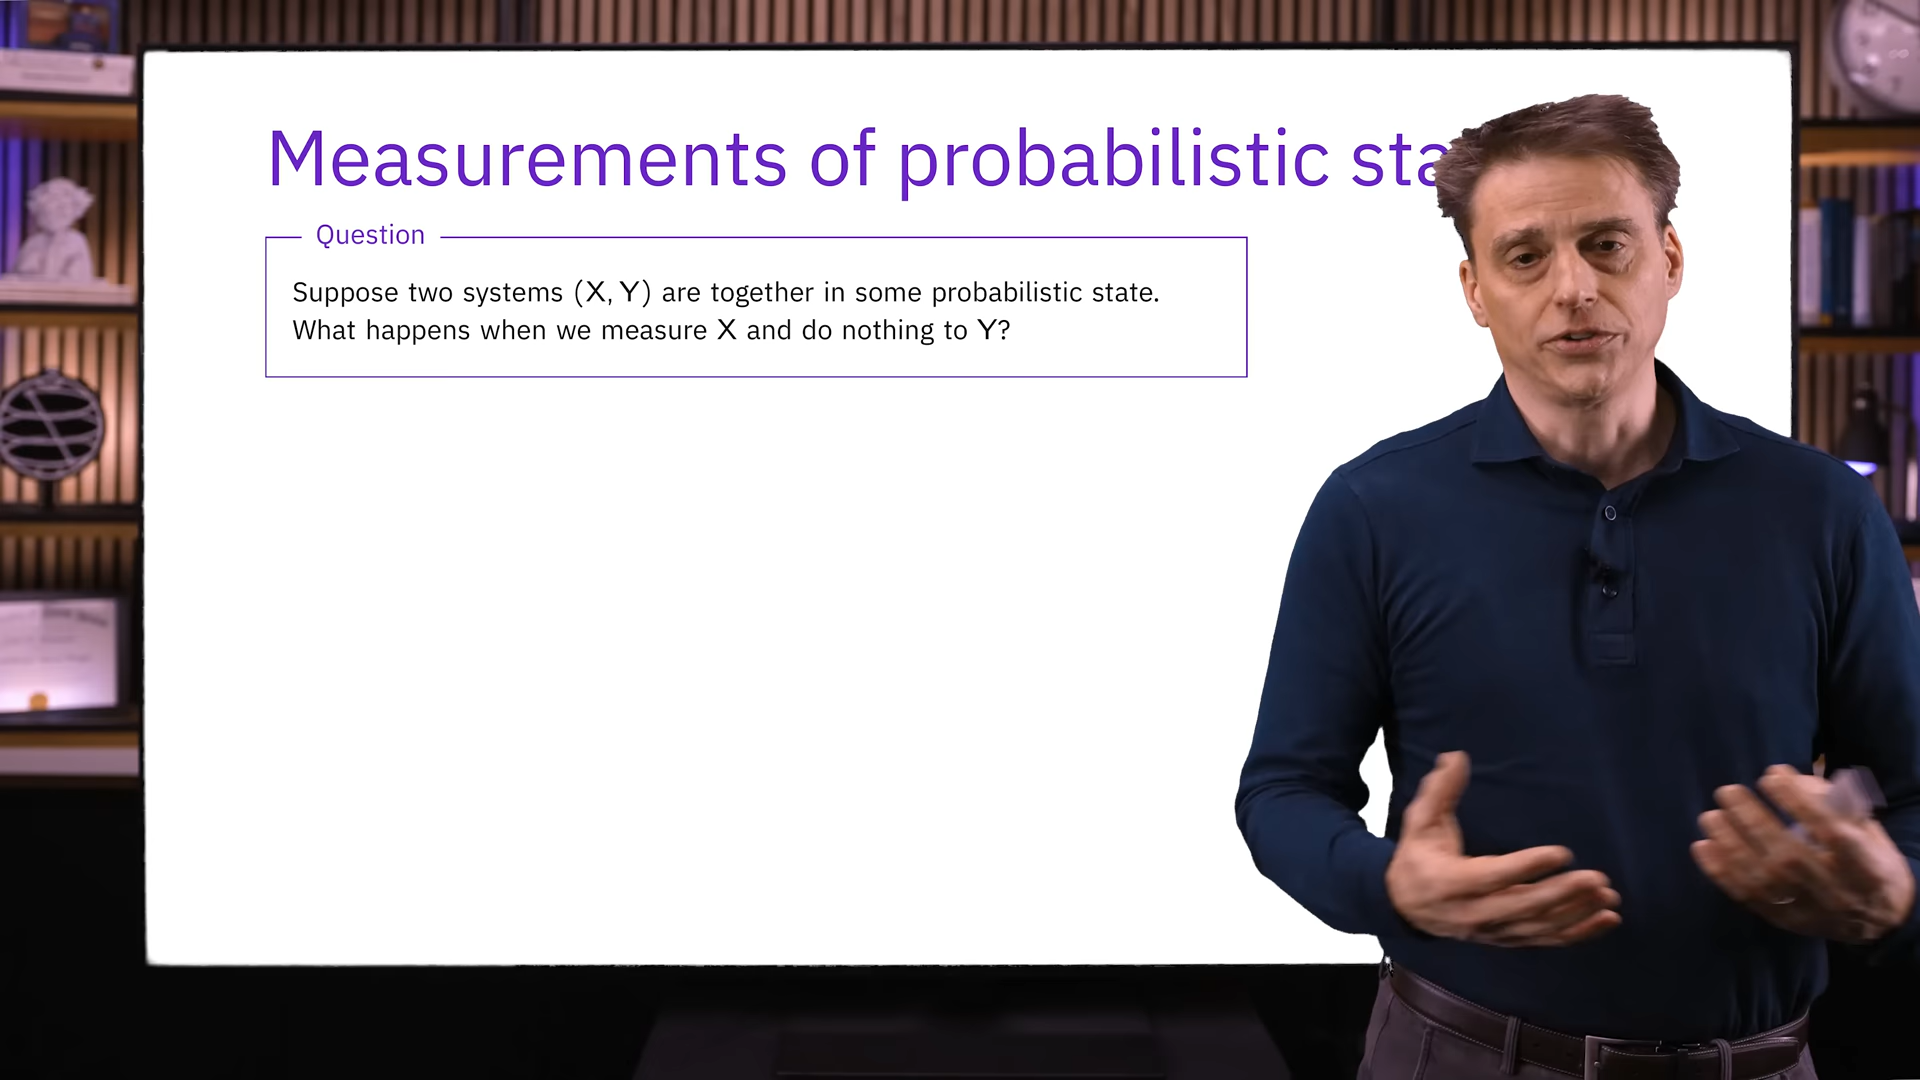 Measurements of probabilistic sta
Question
Suppose two systems (X, Y) are together in some probabilistic state.
What happens when we measure X and do nothing to Y?